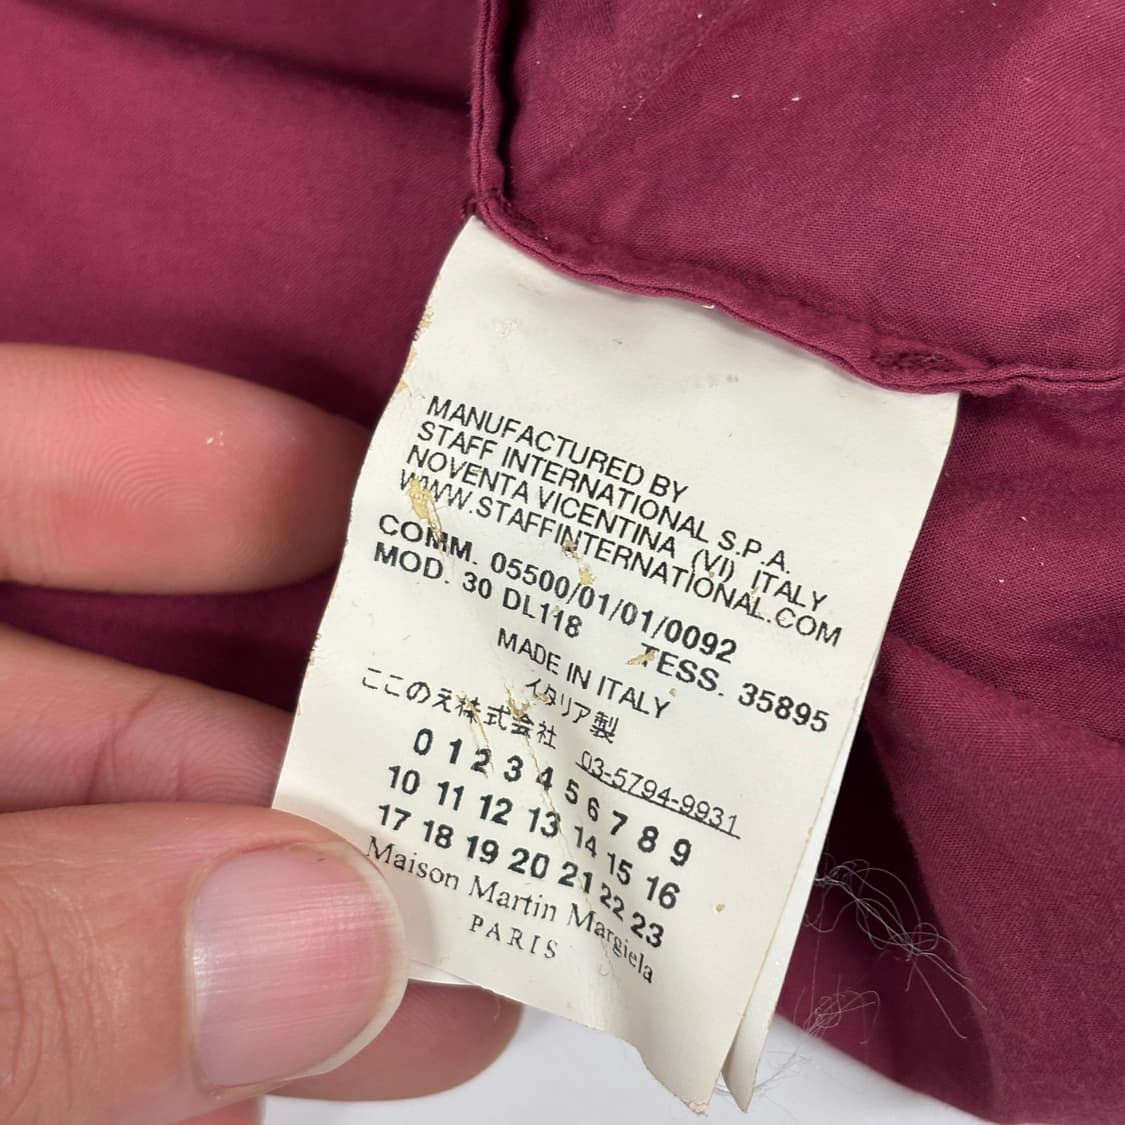 MANUFACTURED BY
STAFF INTERNATIONAL S.P.A.
NOVENTA VICENTINA (VI) ITALY
WWW.STAFFINTERNATIONAL.COM
COMM. 05500/01/01/0092
MOD. 30 DL118 TESS. 35895
MADE IN ITALY
イタリア製
ここのえ株式会社 03-5794-9931
0 1 2 3 4 5 6 7 8 9
10 11 12 13 14 15 16
17 18 19 20 21 22 23
Maison Martin Margiela
PARIS